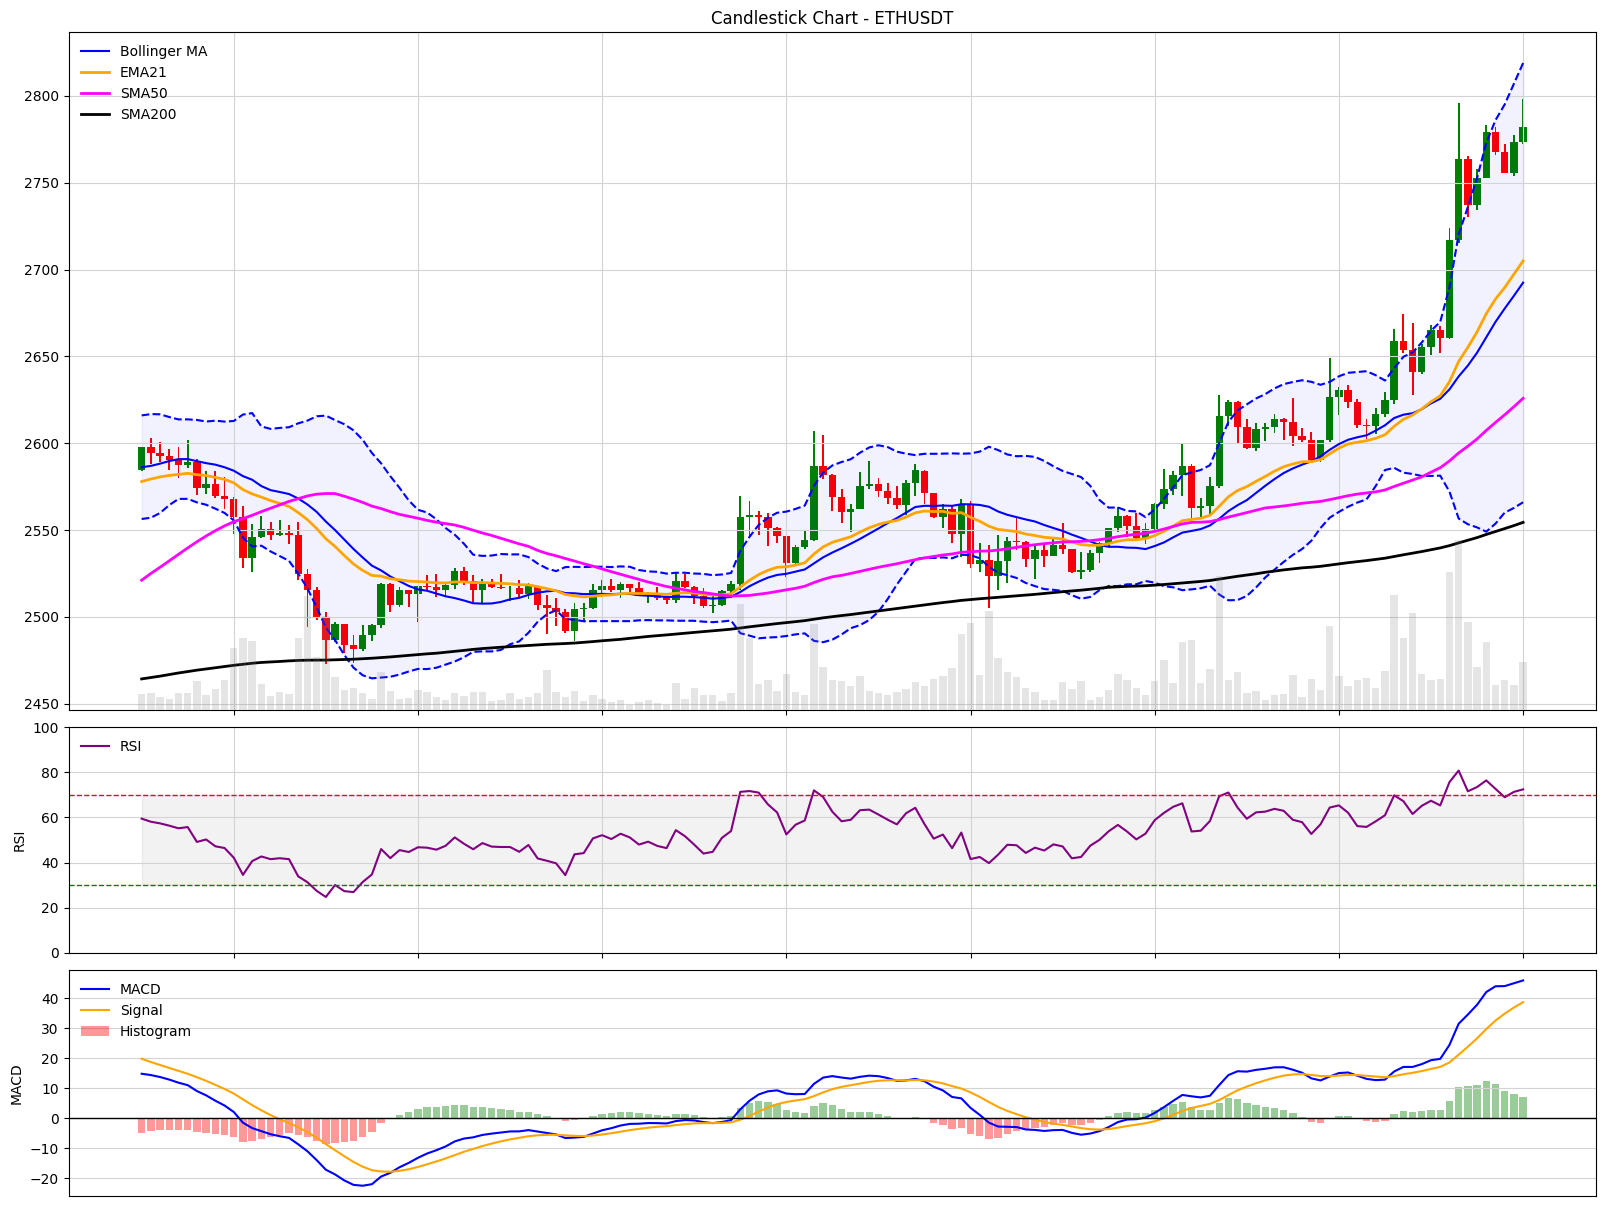 Candlestick Chart - ETHUSDT
Bollinger MA
EMA21
SMA50
SMA200
2800
2750
2700
2650
2600
2550
2500
2450
RSI
100
80
60
40
20
0
RSI
MACD
Signal
Histogram
40
30
20
10
0
−10
−20
MACD